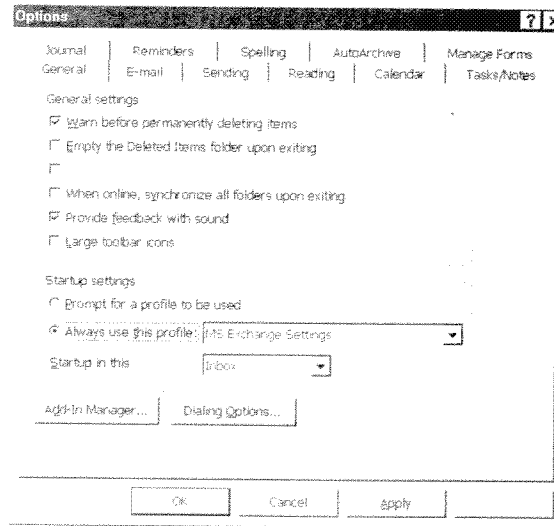 Options ? X
Journal Reminders Spelling AutoArchive Manage Forms
General E-mail Sending Reading Calendar Tasks/Notes
General settings
Warn before permanently deleting items
Empty the Deleted Items folder upon exiting
When online, synchronize all folders upon exiting
Provide feedback with sound
Large toolbar icons
Startup settings
Prompt for a profile to be used
Always use this profile: MS Exchange Settings
Startup in this Inbox
Add-In Manager... Dialing Options...
OK Cancel Apply